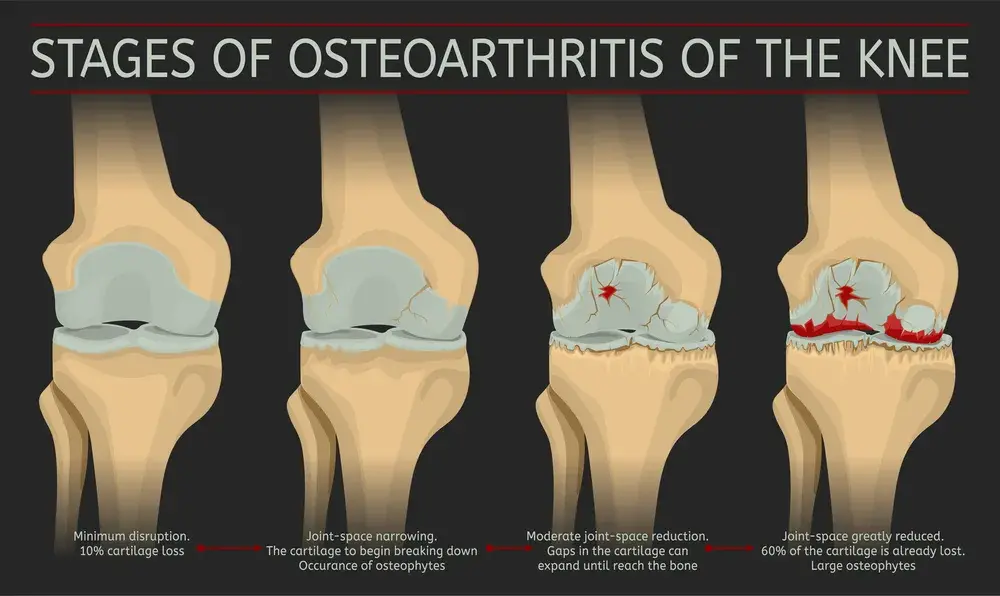 STAGES OF OSTEOARTHRITIS OF THE KNEE
Minimum disruption.
10% cartilage loss
Joint-space narrowing.
The cartilage to begin breaking down
Occurance of osteophytes
Moderate joint-space reduction.
Gaps in the cartilage can
expand until reach the bone
Joint-space greatly reduced.
60% of the cartilage is already lost.
Large osteophytes